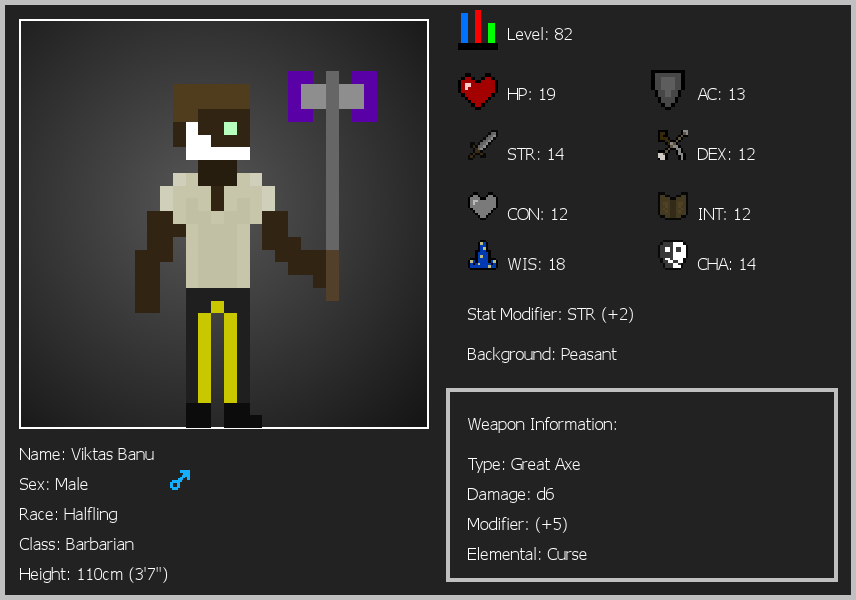 Level: 82
HP: 19
AC: 13
STR: 14
DEX: 12
CON: 12
INT: 12
WIS: 18
CHA: 14
Stat Modifier: STR (+2)
Background: Peasant
Weapon Information:
Type: Great Axe
Damage: d6
Modifier: (+5)
Elemental: Curse
Name: Viktas Banu
Sex: Male
Race: Halfling
Class: Barbarian
Height: 110cm (3'7")